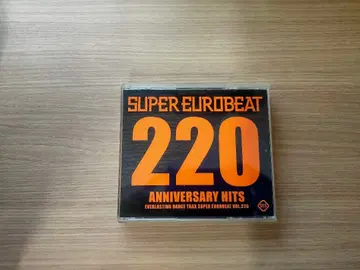 SUPER EUROBEAT
220
ANNIVERSARY HITS
EVERLASTING DANCE TRAX SUPER EUROBEAT VOL.220